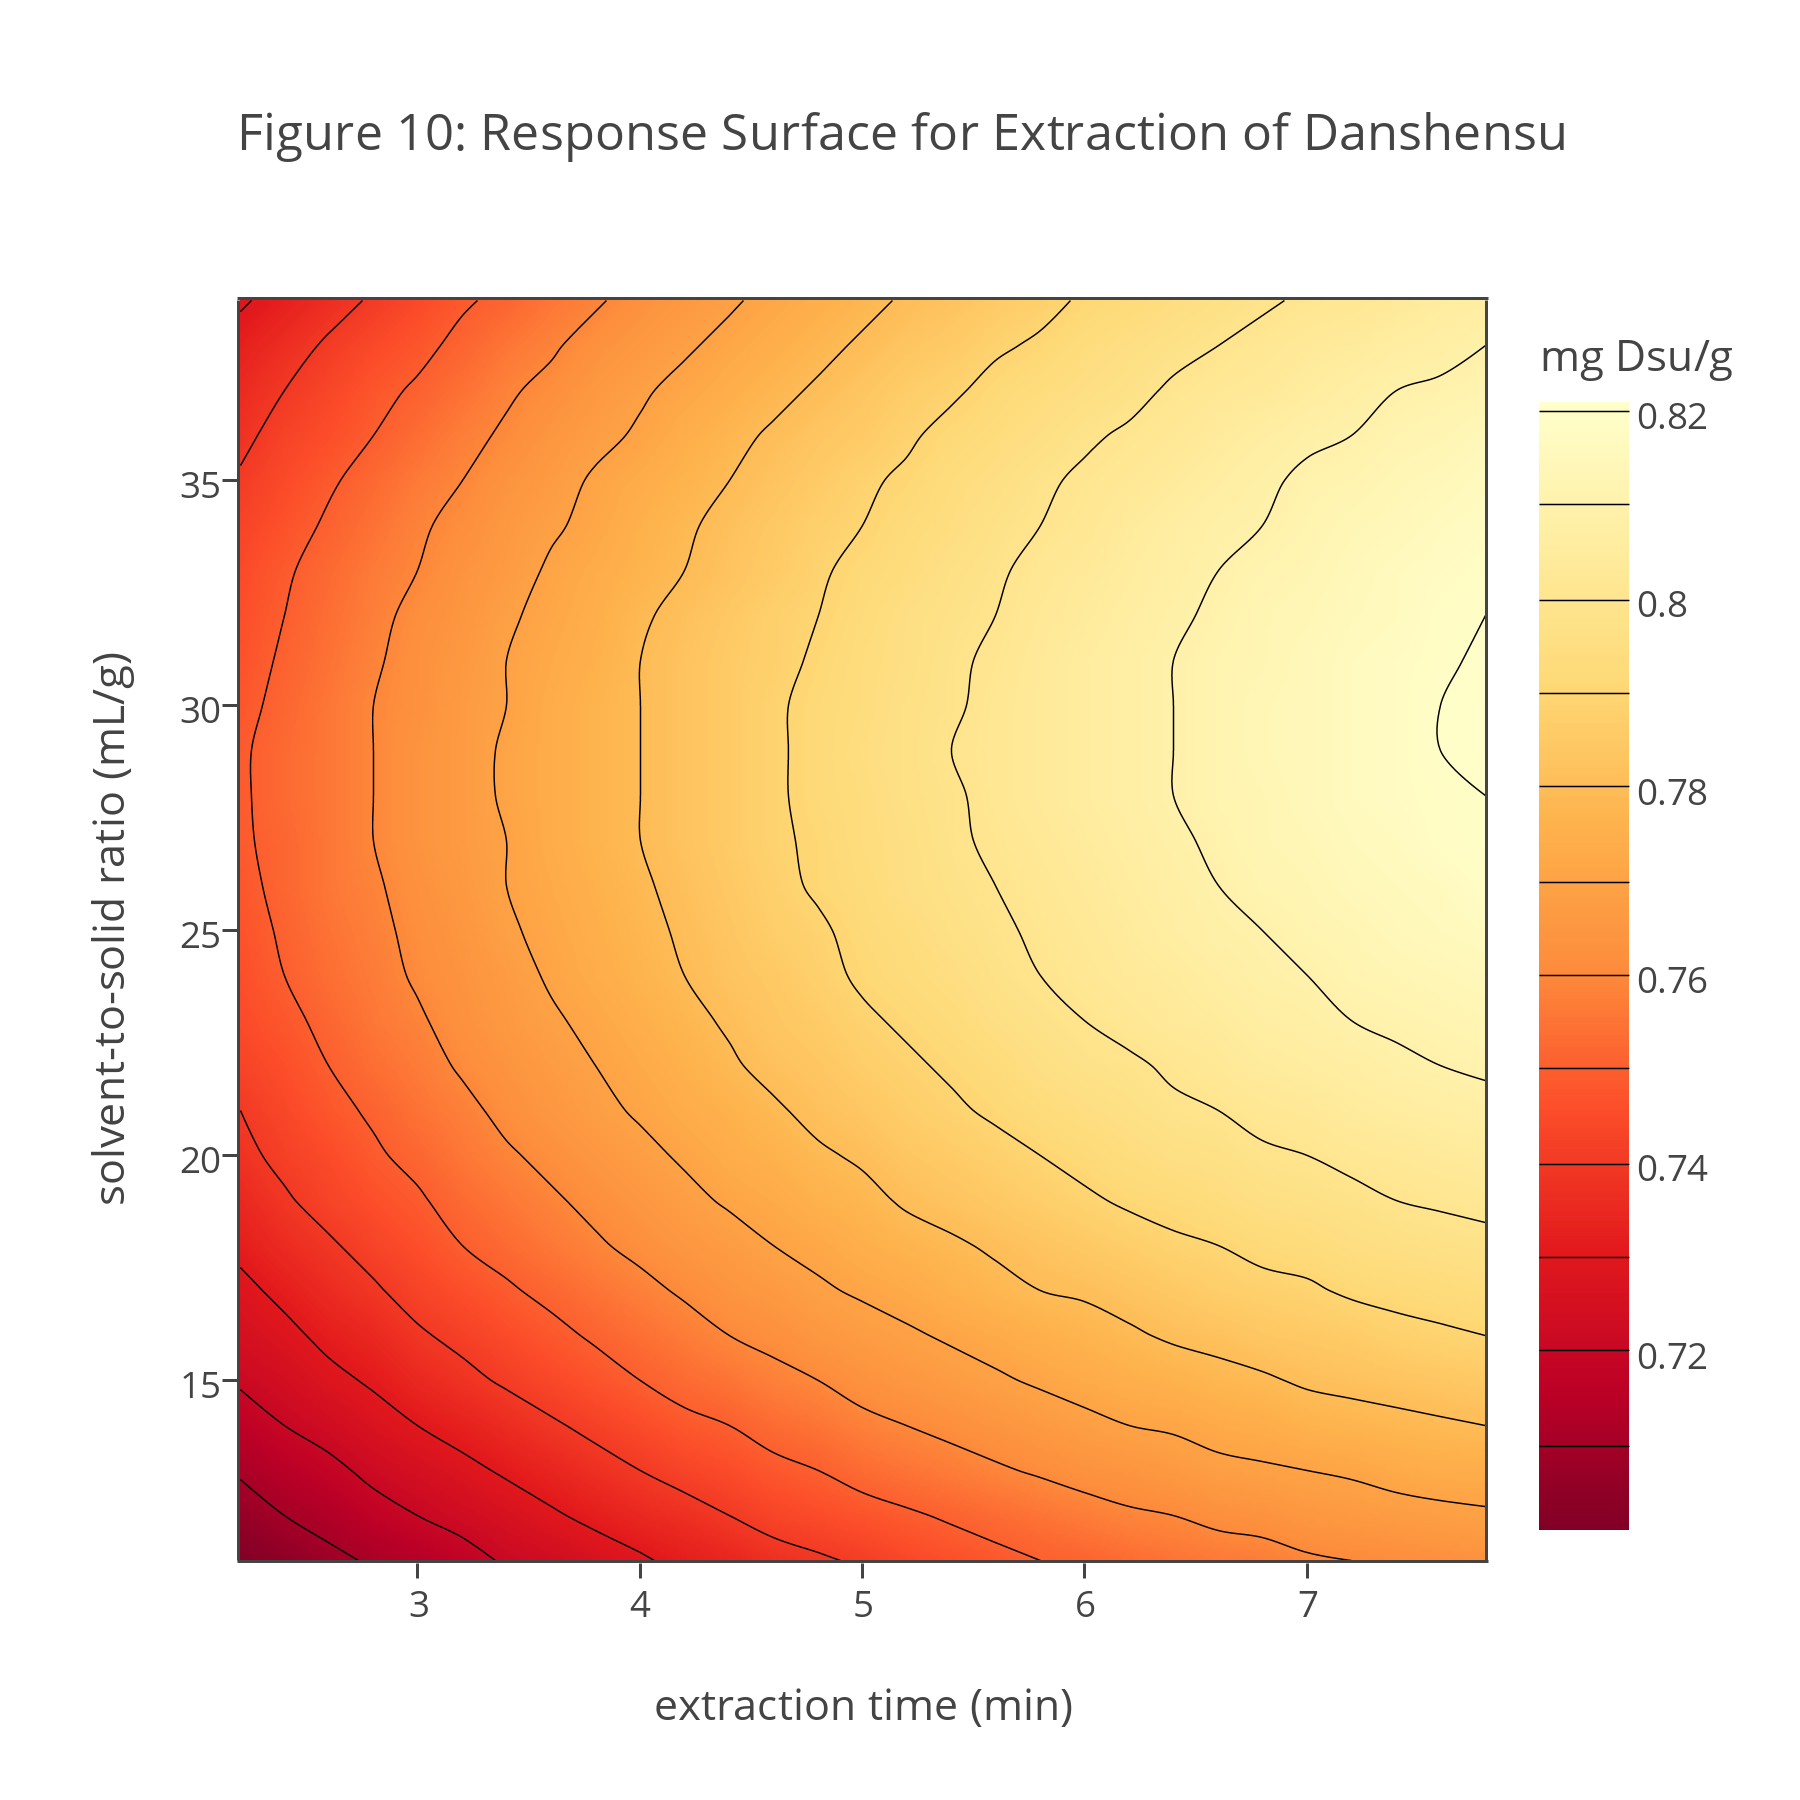 Figure 10: Response Surface for Extraction of Danshensu
mg Dsu/g
0.82
0.8
0.78
0.76
0.74
0.72
solvent-to-solid ratio (mL/g)
35
30
25
20
15
3 4 5 6 7
extraction time (min)